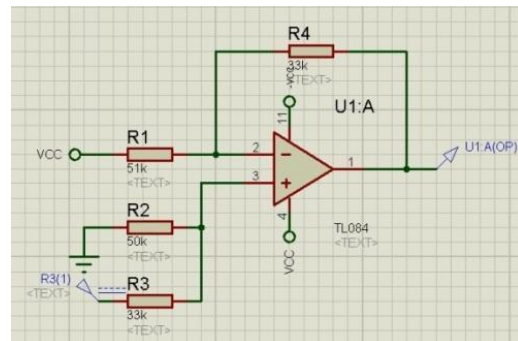 R4
33k
<TEXT>
-vcc
U1:A
11
R1
VCC
51k
<TEXT>
2
3
1
U1:A(OP)
R2
50k
<TEXT>
4
VCC
TL084
<TEXT>
R3(1)
<TEXT>
R3
33k
<TEXT>